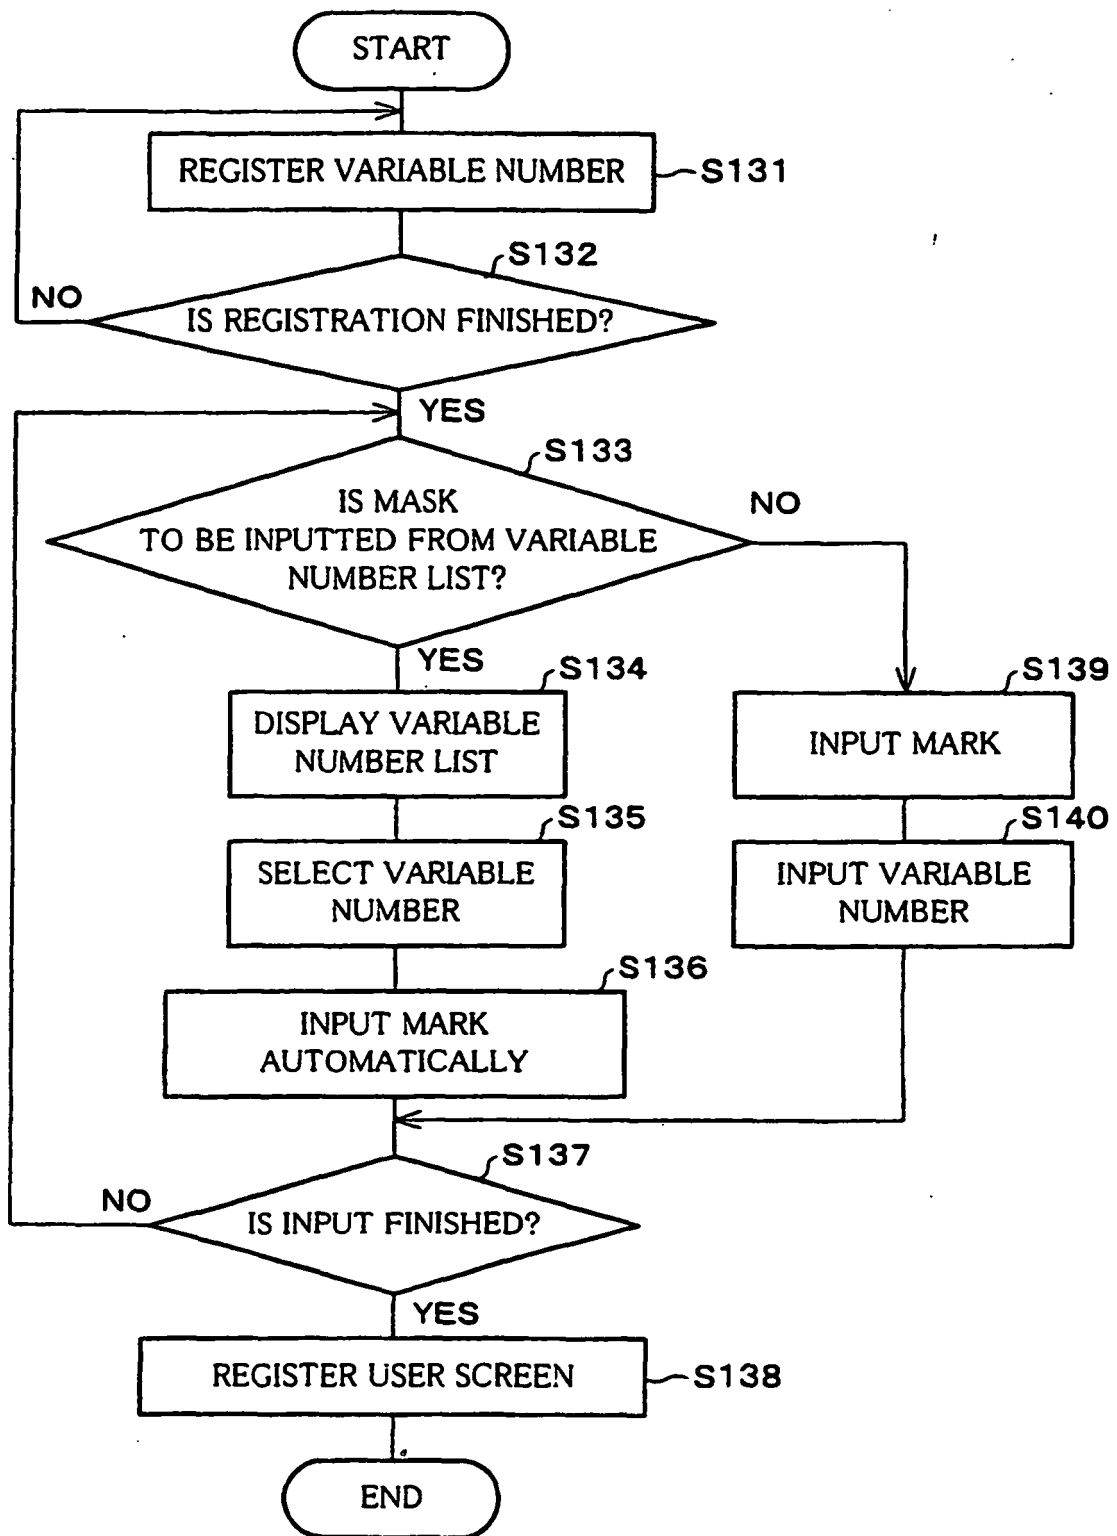 START
REGISTER VARIABLE NUMBER
S131
S132
NO
IS REGISTRATION FINISHED?
YES
S133
IS MASK
TO BE INPUTTED FROM VARIABLE
NUMBER LIST?
NO
YES
S134
DISPLAY VARIABLE
NUMBER LIST
S139
INPUT MARK
S135
SELECT VARIABLE
NUMBER
S140
INPUT VARIABLE
NUMBER
S136
INPUT MARK
AUTOMATICALLY
S137
NO
IS INPUT FINISHED?
YES
REGISTER USER SCREEN
S138
END